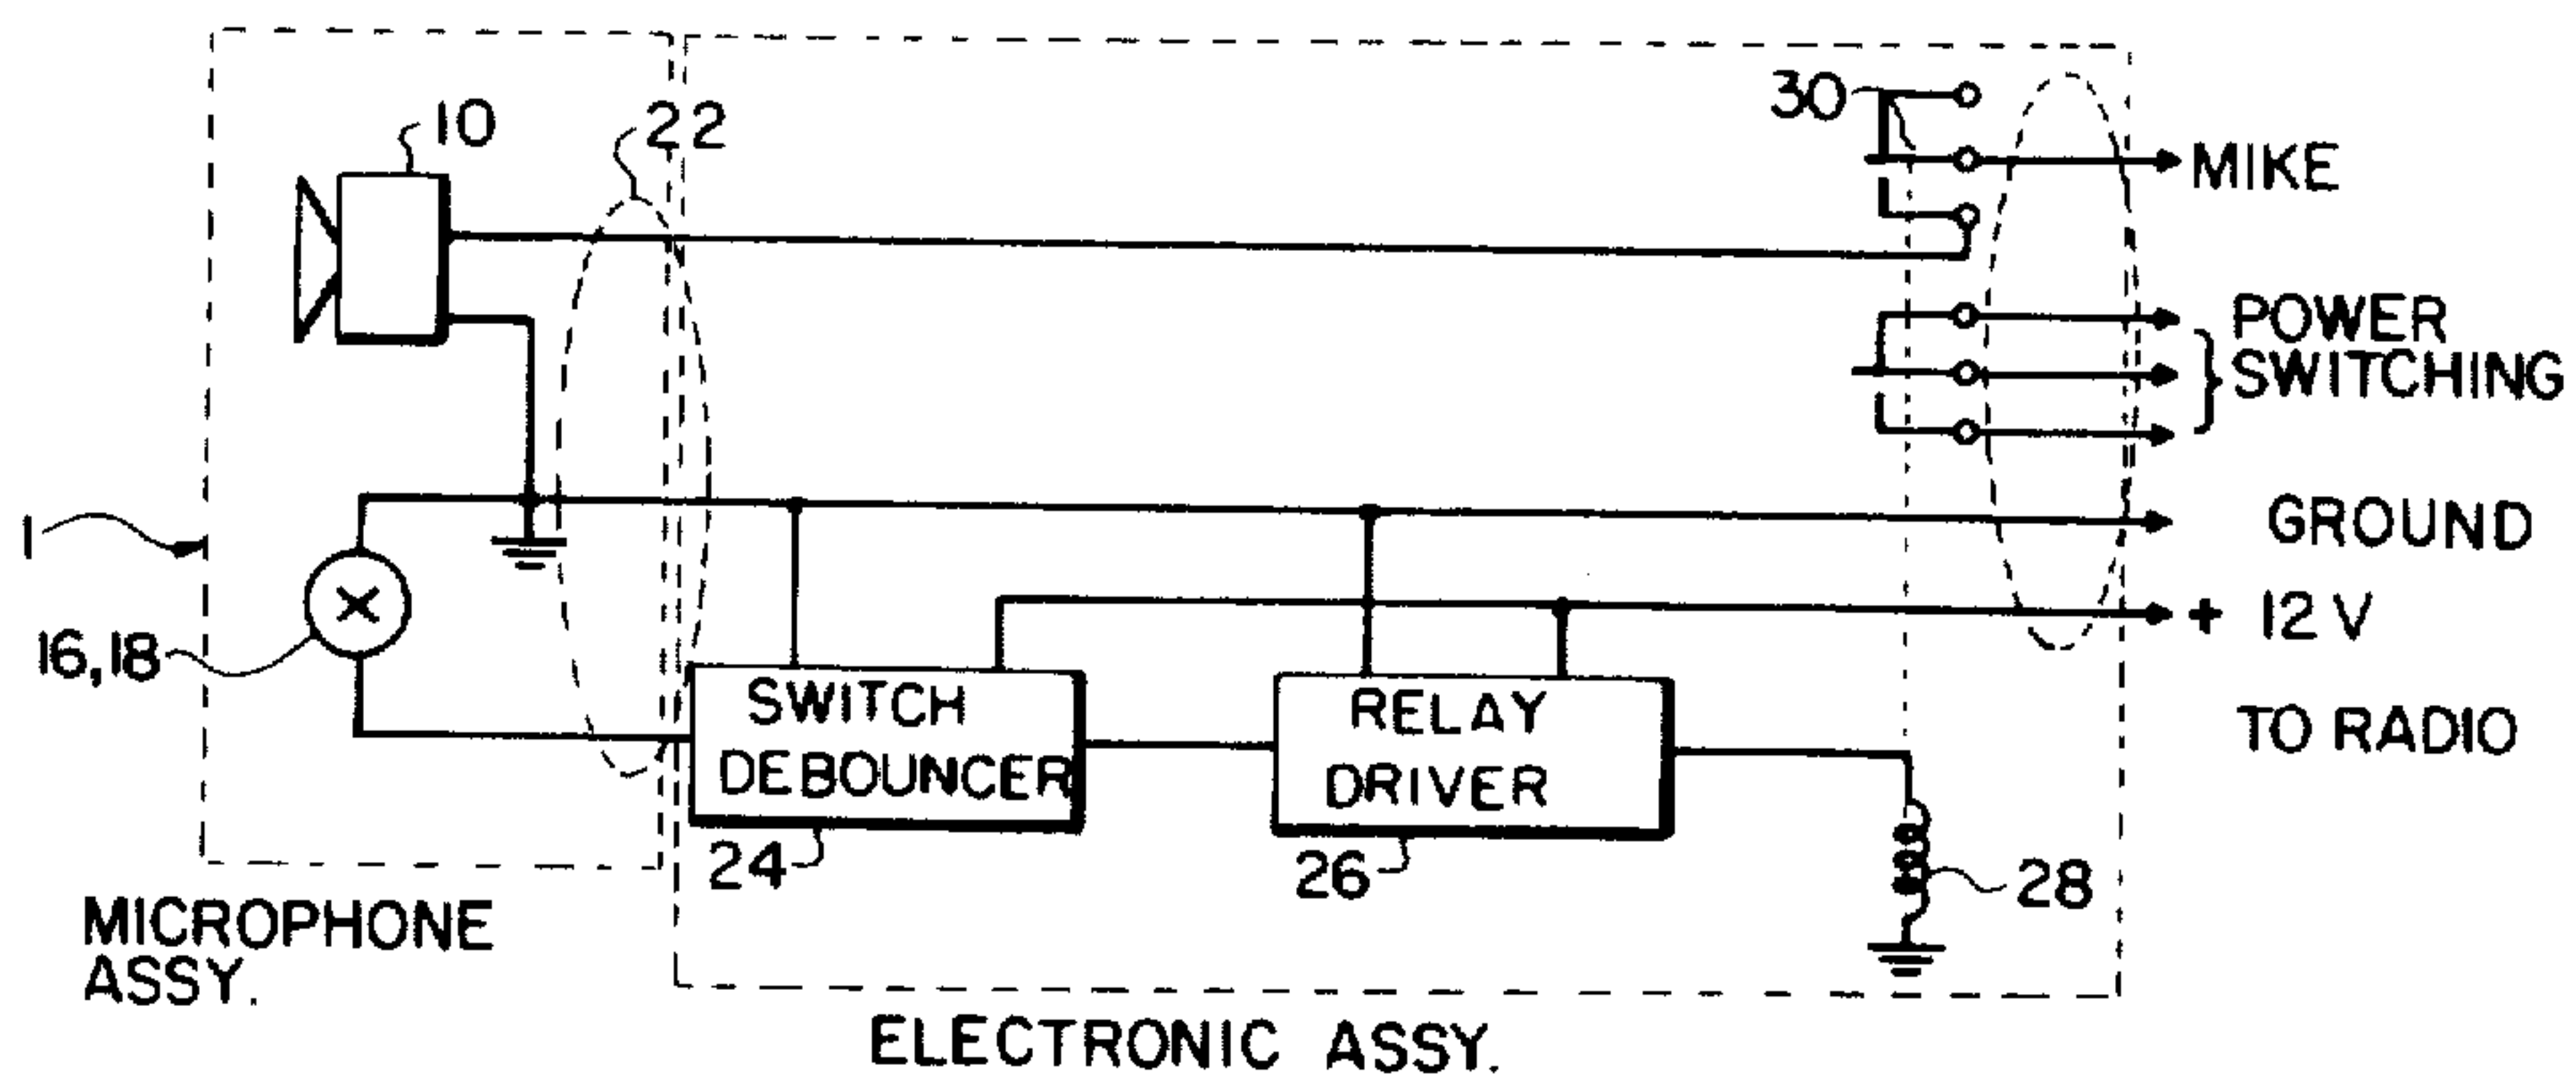 10
22
30
MIKE
POWER
SWITCHING
1
GROUND
+ 12 V
16,18
SWITCH
DEBOUNCER
RELAY
DRIVER
TO RADIO
24
26
28
MICROPHONE
ASSY.
ELECTRONIC ASSY.